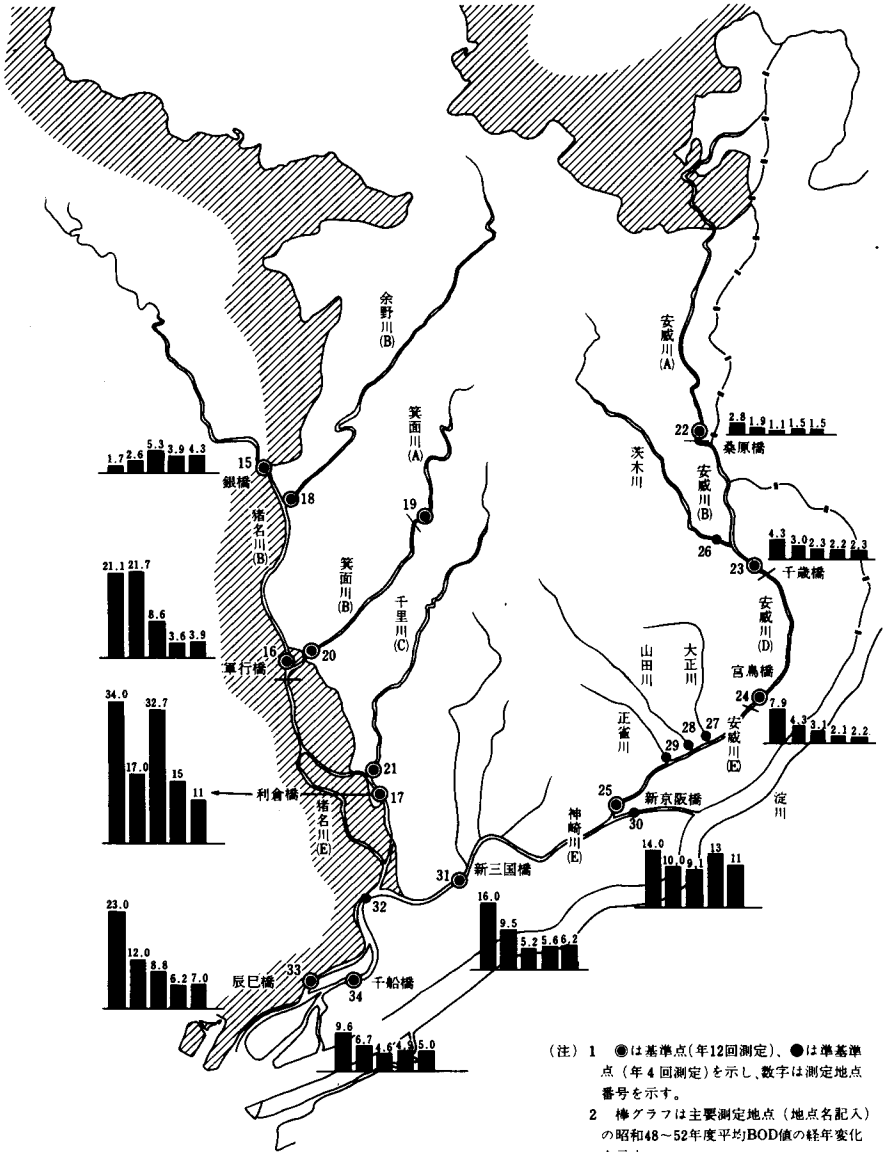 余野川(B)
箕面川(A)
安威川(A)
2.8 1.9 1.1 1.5 1.5
22
桑原橋
1.7 2.6 5.3 3.9 4.3
15
銀橋
18
19
茨木川
安威川(B)
26
猪名川(B)
箕面川(B)
千里川(C)
4.3 3.0 2.3 2.2 2.3
23
千歳橋
21.1 21.7 8.6 3.6 3.9
16
軍行橋
20
安威川(D)
山田川
大正川
宮鳥橋
24
7.9 4.3 3.1 2.1 2.2
正雀川
29
28
27
安威川(E)
34.0 17.0 32.7 15 11
利倉橋
21
17
猪名川(E)
25
新京阪橋
30
淀川
神崎川(E)
14.0 10.0 9.1 13 11
31
新三国橋
32
16.0 9.5 5.2 5.6 6.2
23.0 12.0 8.8 6.2 7.0
辰巳橋
33
34
千船橋
9.6 6.7 4.6 4.9 5.0
(注) 1 ◉は基準点(年12回測定)、●は準基準
点(年4回測定)を示し、数字は測定地点
番号を示す。
2 棒グラフは主要測定地点(地点名記入)
の昭和48~52年度平均BOD値の経年変化